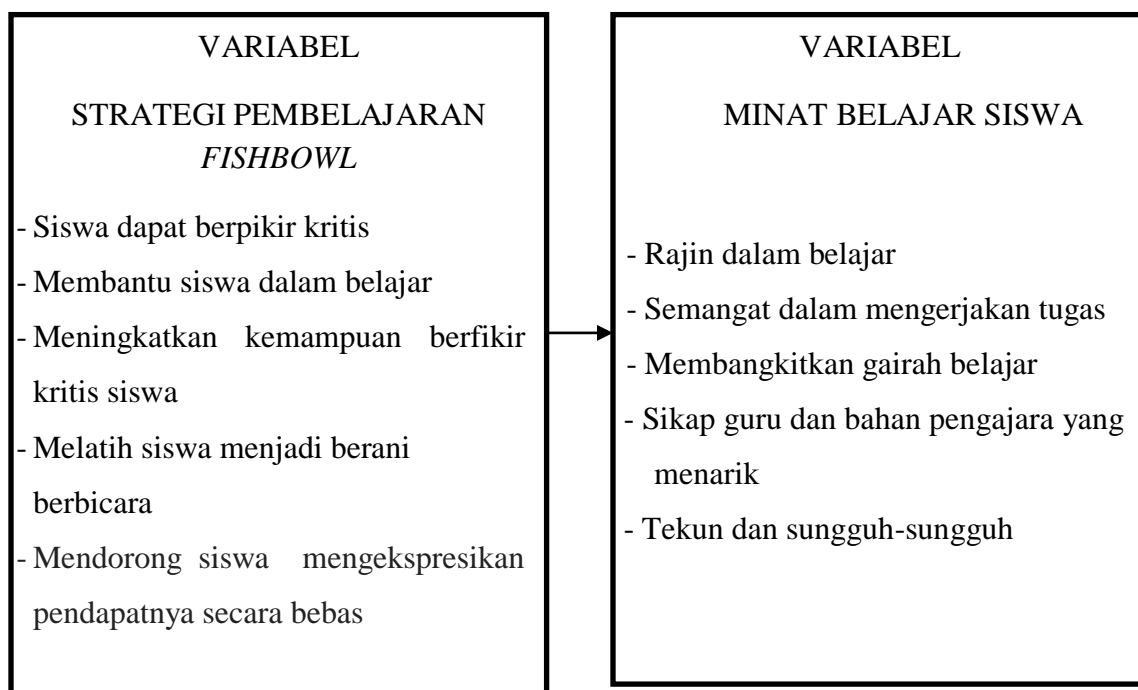 VARIABEL
STRATEGI PEMBELAJARAN
FISHBOWL
- Siswa dapat berpikir kritis
- Membantu siswa dalam belajar
- Meningkatkan kemampuan berfikir
kritis siswa
- Melatih siswa menjadi berani
berbicara
- Mendorong siswa mengekspresikan
pendapatnya secara bebas
VARIABEL
MINAT BELAJAR SISWA
- Rajin dalam belajar
- Semangat dalam mengerjakan tugas
- Membangkitkan gairah belajar
- Sikap guru dan bahan pengajara yang
menarik
- Tekun dan sungguh-sungguh